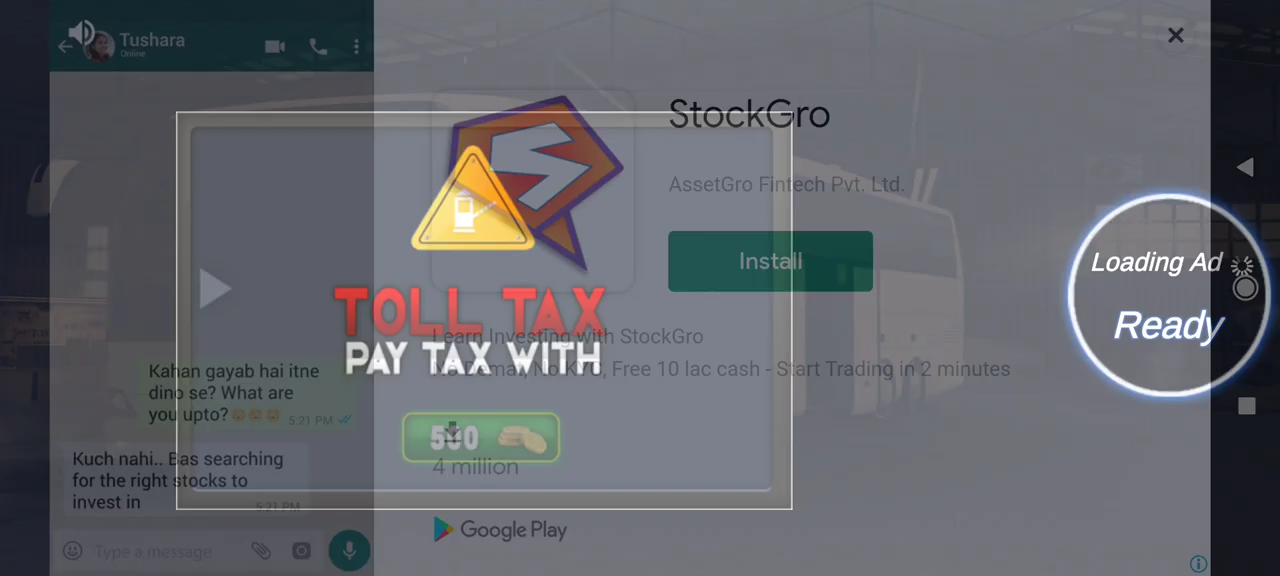 Tushara
Online
StockGro
AssetGro Fintech Pvt. Ltd.
Install
Loading Ad
Ready
TOLL TAX
PAY TAX WITH
Learn Investing with StockGro
No Demat, No KYC, Free 10 lac cash - Start Trading in 2 minutes
Kahan gayab hai itne
dino se? What are
you upto?
5:21 PM
500
4 million
Kuch nahi.. Bas searching
for the right stocks to
invest in
5:21 PM
Google Play
Type a message